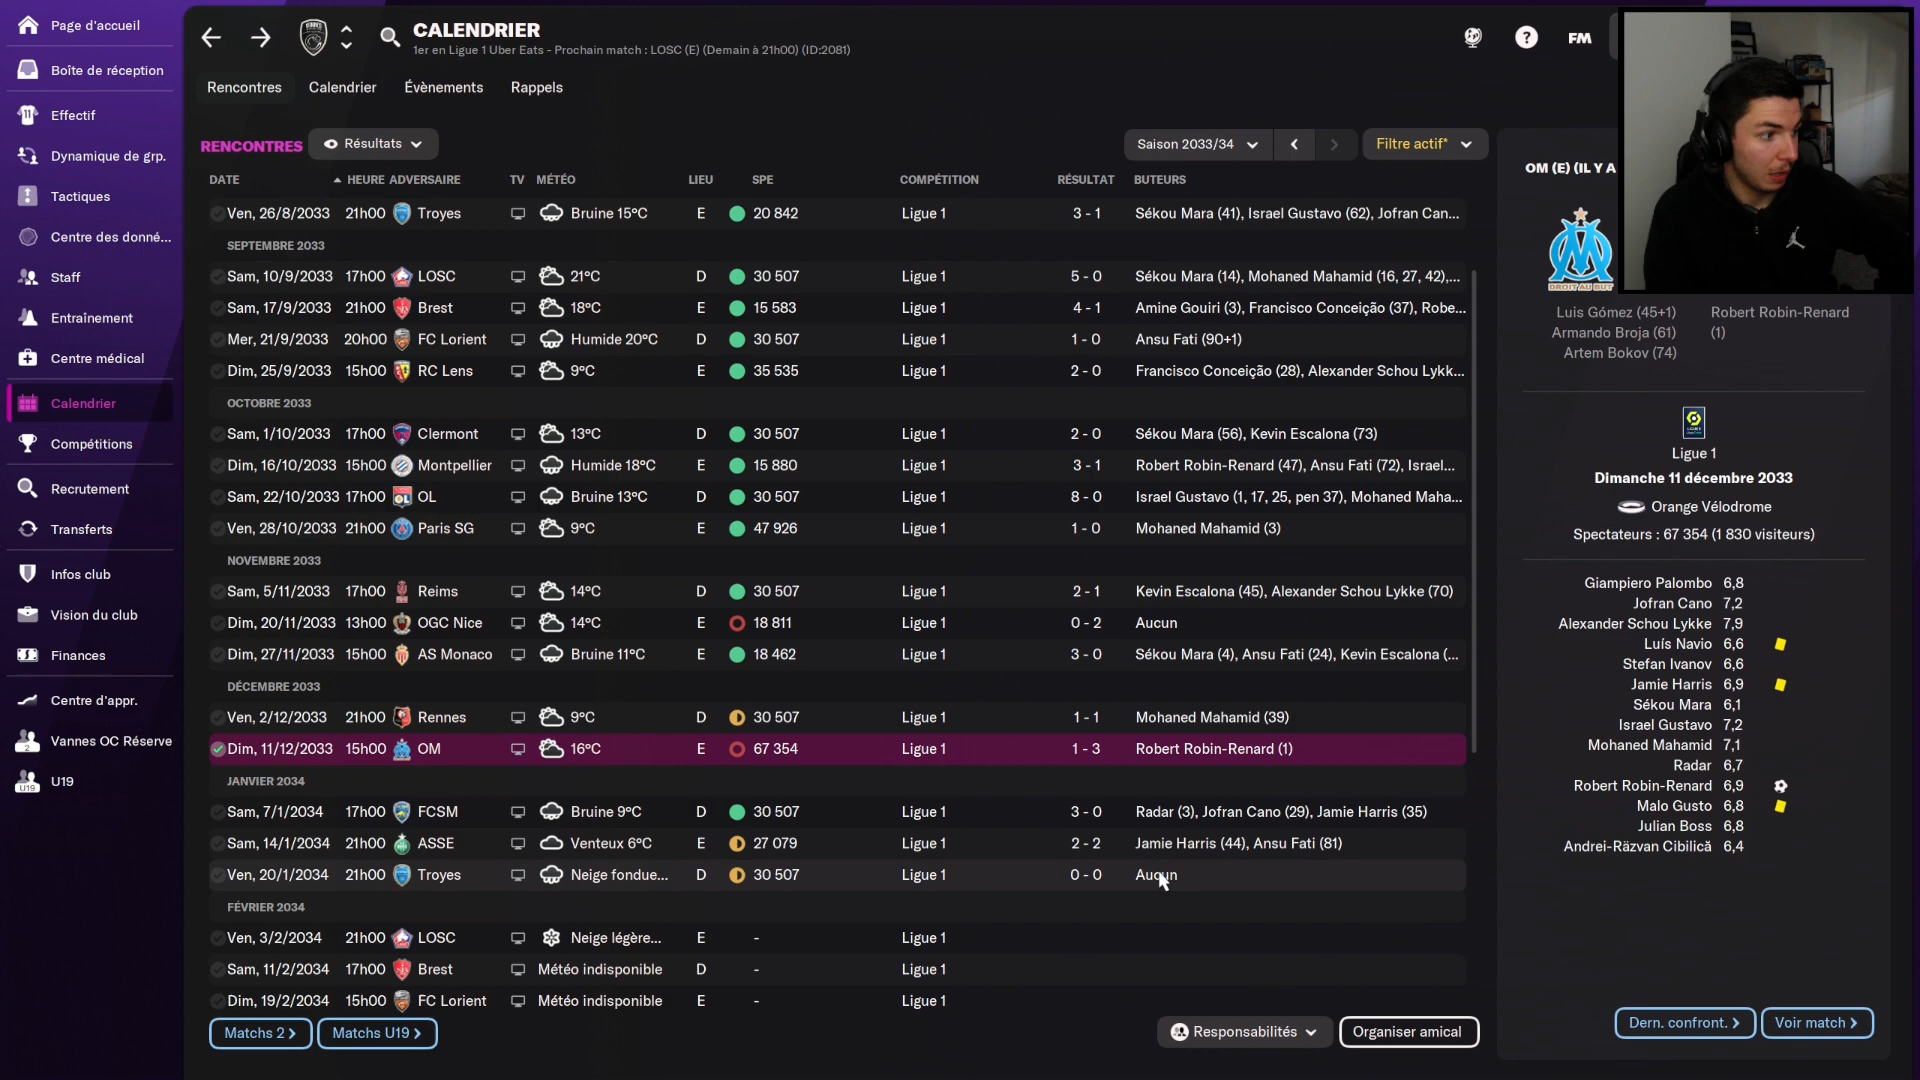 Page d'accueil
Boîte de réception
Effectif
Dynamique de grp.
Tactiques
Centre des donné...
Staff
Entraînement
Centre médical
Calendrier
Compétitions
Recrutement
Transferts
Infos club
Vision du club
Finances
Centre d'appr.
Vannes OC Réserve
U19
CALENDRIER
1er en Ligue 1 Uber Eats - Prochain match : LOSC (E) (Demain à 21h00) (ID:2081)
FM
Rencontres Calendrier Évènements Rappels
RENCONTRES Résultats Saison 2033/34 Filtre actif*
DATE HEURE ADVERSAIRE TV MÉTÉO LIEU SPE COMPÉTITION RÉSULTAT BUTEURS
Ven, 26/8/2033 21h00 Troyes Bruine 15°C E 20 842 Ligue 1 3 - 1 Sékou Mara (41), Israel Gustavo (62), Jofran Can...
SEPTEMBRE 2033
Sam, 10/9/2033 17h00 LOSC 21°C D 30 507 Ligue 1 5 - 0 Sékou Mara (14), Mohaned Mahamid (16, 27, 42),...
Sam, 17/9/2033 21h00 Brest 18°C E 15 583 Ligue 1 4 - 1 Amine Gouiri (3), Francisco Conceição (37), Robe...
Mer, 21/9/2033 20h00 FC Lorient Humide 20°C D 30 507 Ligue 1 1 - 0 Ansu Fati (90+1)
Dim, 25/9/2033 15h00 RC Lens 9°C E 35 535 Ligue 1 2 - 0 Francisco Conceição (28), Alexander Schou Lykk...
OCTOBRE 2033
Sam, 1/10/2033 17h00 Clermont 13°C D 30 507 Ligue 1 2 - 0 Sékou Mara (56), Kevin Escalona (73)
Dim, 16/10/2033 15h00 Montpellier Humide 18°C E 15 880 Ligue 1 3 - 1 Robert Robin-Renard (47), Ansu Fati (72), Israel...
Sam, 22/10/2033 17h00 OL Bruine 13°C D 30 507 Ligue 1 8 - 0 Israel Gustavo (1, 17, 25, pen 37), Mohaned Maha...
Ven, 28/10/2033 21h00 Paris SG 9°C E 47 926 Ligue 1 1 - 0 Mohaned Mahamid (3)
NOVEMBRE 2033
Sam, 5/11/2033 17h00 Reims 14°C D 30 507 Ligue 1 2 - 1 Kevin Escalona (45), Alexander Schou Lykke (70)
Dim, 20/11/2033 13h00 OGC Nice 14°C E 18 811 Ligue 1 0 - 2 Aucun
Dim, 27/11/2033 15h00 AS Monaco Bruine 11°C E 18 462 Ligue 1 3 - 0 Sékou Mara (4), Ansu Fati (24), Kevin Escalona (...
DÉCEMBRE 2033
Ven, 2/12/2033 21h00 Rennes 9°C D 30 507 Ligue 1 1 - 1 Mohaned Mahamid (39)
Dim, 11/12/2033 15h00 OM 16°C E 67 354 Ligue 1 1 - 3 Robert Robin-Renard (1)
JANVIER 2034
Sam, 7/1/2034 17h00 FCSM Bruine 9°C D 30 507 Ligue 1 3 - 0 Radar (3), Jofran Cano (29), Jamie Harris (35)
Sam, 14/1/2034 21h00 ASSE Venteux 6°C E 27 079 Ligue 1 2 - 2 Jamie Harris (44), Ansu Fati (81)
Ven, 20/1/2034 21h00 Troyes Neige fondue... D 30 507 Ligue 1 0 - 0 Aucun
FÉVRIER 2034
Ven, 3/2/2034 21h00 LOSC Neige légère... E - Ligue 1
Sam, 11/2/2034 17h00 Brest Météo indisponible D - Ligue 1
Dim, 19/2/2034 15h00 FC Lorient Météo indisponible E - Ligue 1
Matchs 2 Matchs U19 Responsabilités Organiser amical
OM (E) (IL Y A
DROIT AU BUT
Luis Gómez (45+1) Robert Robin-Renard
Armando Broja (61) (1)
Artem Bokov (74)
Ligue 1
Dimanche 11 décembre 2033
Orange Vélodrome
Spectateurs : 67 354 (1 830 visiteurs)
Giampiero Palombo 6,8
Jofran Cano 7,2
Alexander Schou Lykke 7,9
Luís Navio 6,6
Stefan Ivanov 6,6
Jamie Harris 6,9
Sékou Mara 6,1
Israel Gustavo 7,2
Mohaned Mahamid 7,1
Radar 6,7
Robert Robin-Renard 6,9
Malo Gusto 6,8
Julian Boss 6,8
Andrei-Răzvan Cibilică 6,4
Dern. confront. Voir match